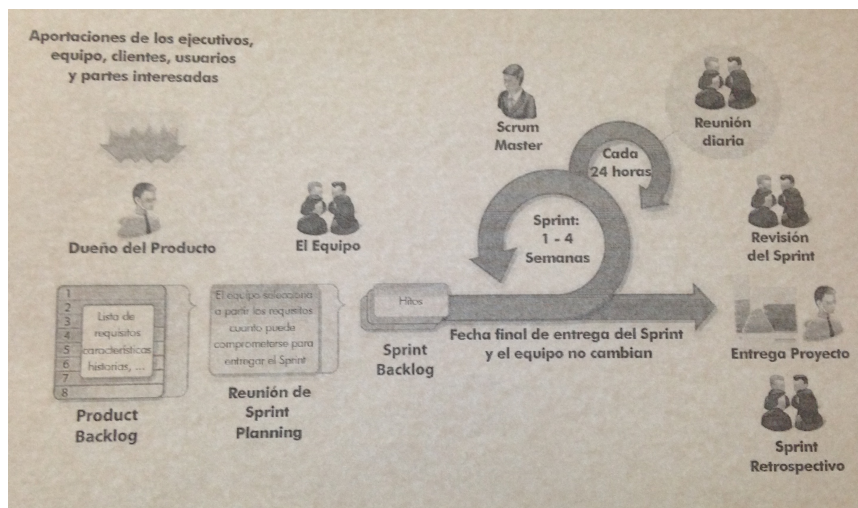 Aportaciones de los ejecutivos,
equipo, clientes, usuarios
y partes interesadas
Dueño del Producto
El Equipo
Scrum
Master
Cada
24 horas
Reunión
diaria
Sprint:
1 - 4
Semanas
Revisión
del Sprint
1
2
3
4
5
6
7
8
Lista de
requisitos
características
historias, ...
Product
Backlog
El equipo selecciona
a partir los requisitos
cuanto puede
comprometerse para
entregar el Sprint
Reunión de
Sprint
Planning
Hitos
Sprint
Backlog
Fecha final de entrega del Sprint
y el equipo no cambian
Entrega Proyecto
Sprint
Retrospectivo